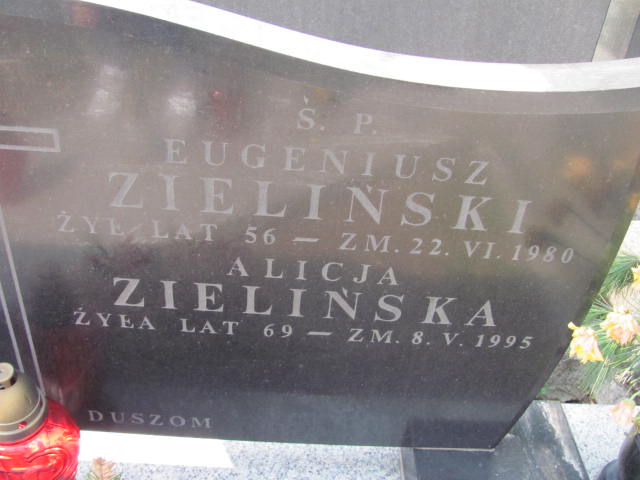 Ś. P.
EUGENIUSZ
ZIELIŃSKI
ŻYŁ LAT 56 — ZM. 22. VI. 1980
ALICJA
ZIELIŃSKA
ŻYŁA LAT 69 — ZM. 8. V. 1995
DUSZOM